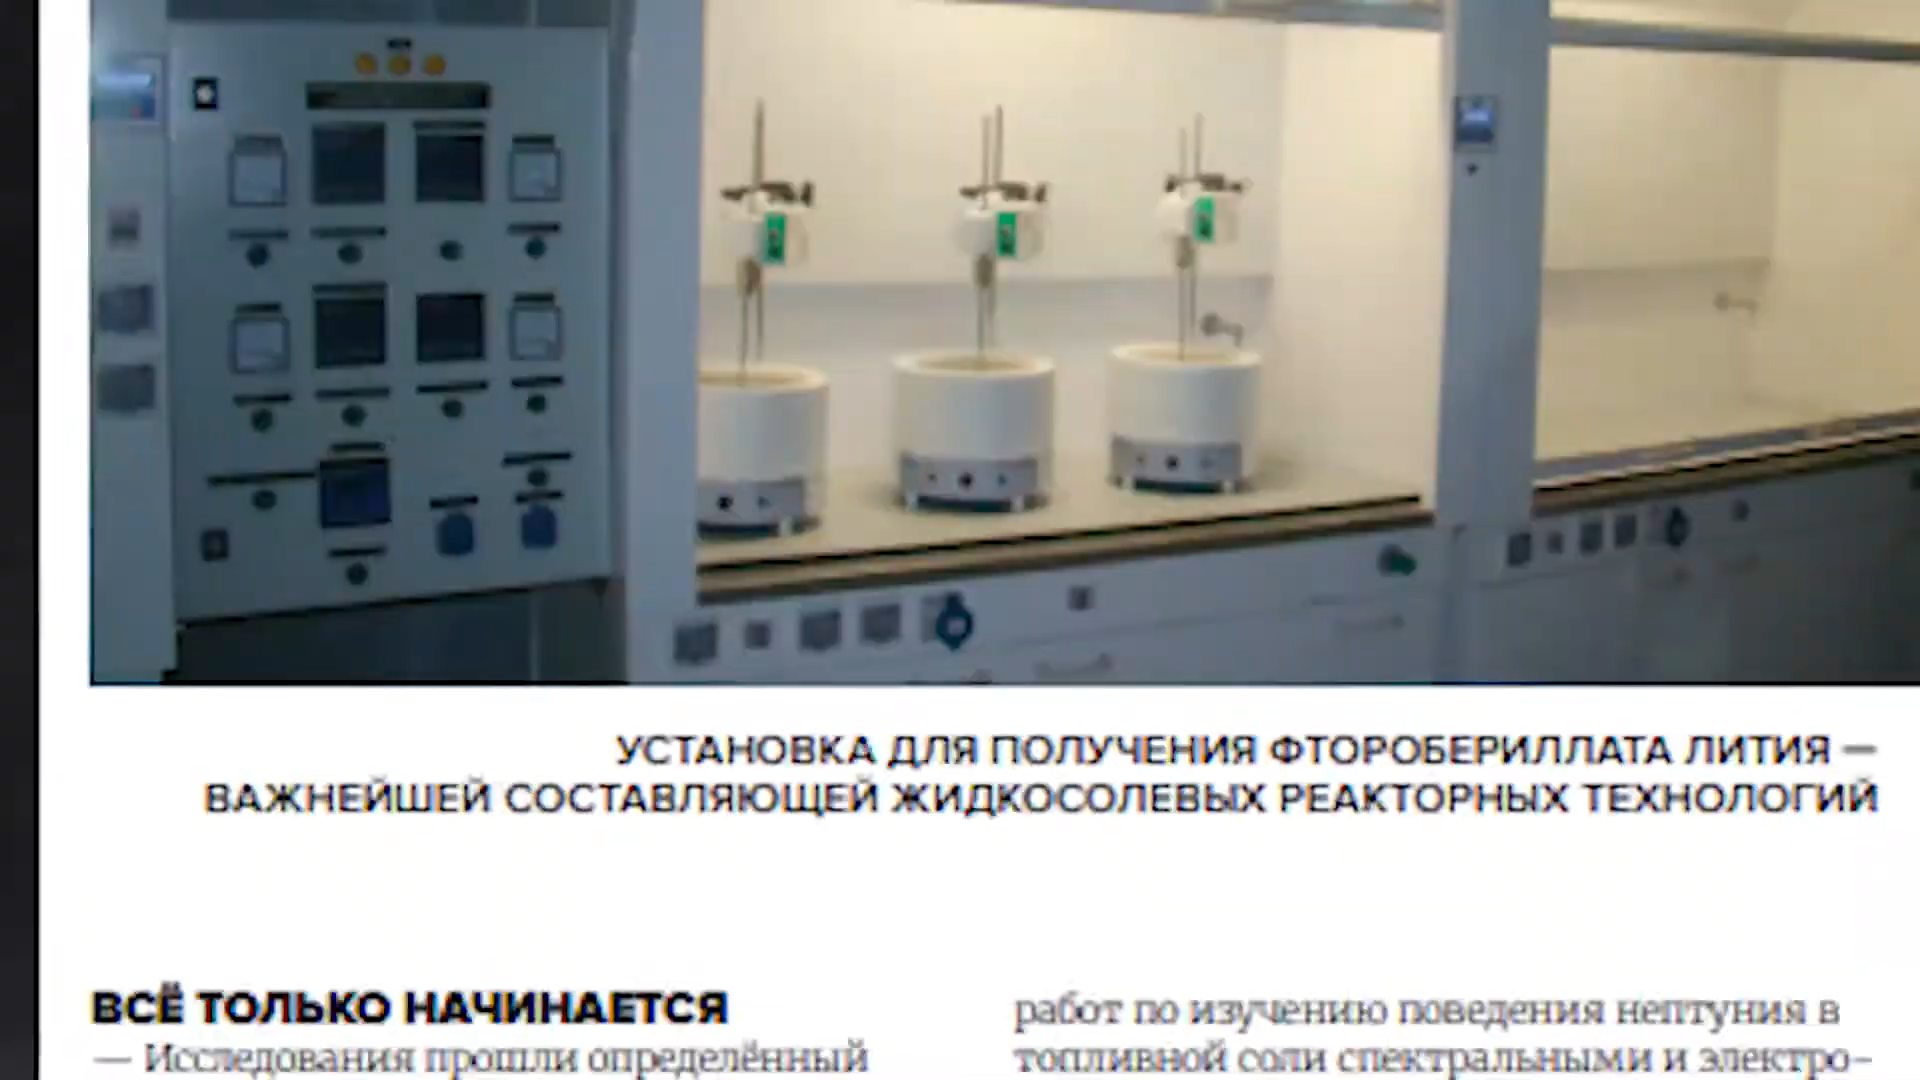 УСТАНОВКА ДЛЯ ПОЛУЧЕНИЯ ФТОРОБЕРИЛЛАТА ЛИТИЯ —
ВАЖНЕЙШЕЙ СОСТАВЛЯЮЩЕЙ ЖИДКОСОЛЕВЫХ РЕАКТОРНЫХ ТЕХНОЛОГИЙ
ВСЁ ТОЛЬКО НАЧИНАЕТСЯ
— Исследования прошли определённый
работ по изучению поведения нептуния в
топливной соли спектральными и электро-